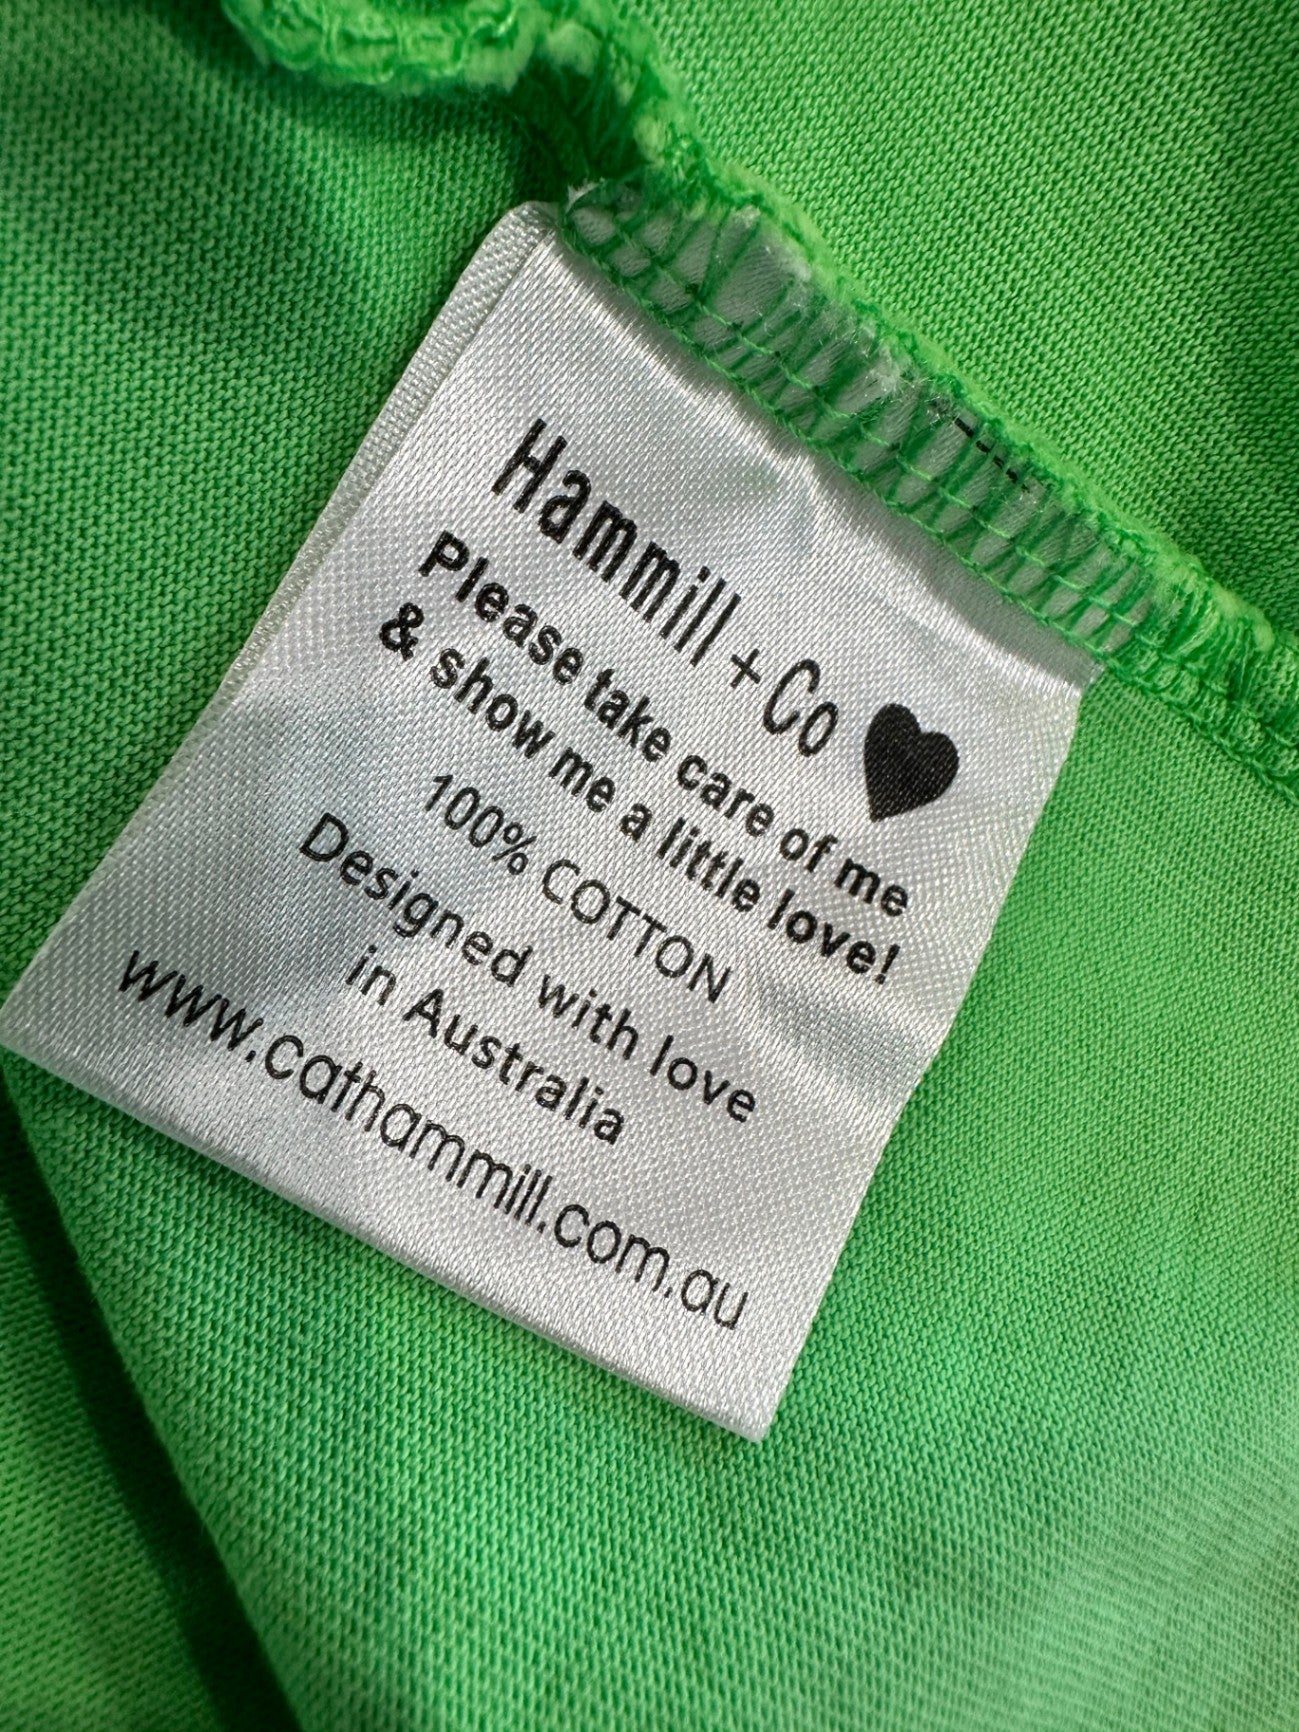 Hammill + Co ♥
Please take care of me
& show me a little love!
100% COTTON
Designed with love
in Australia
www.cathammill.com.au